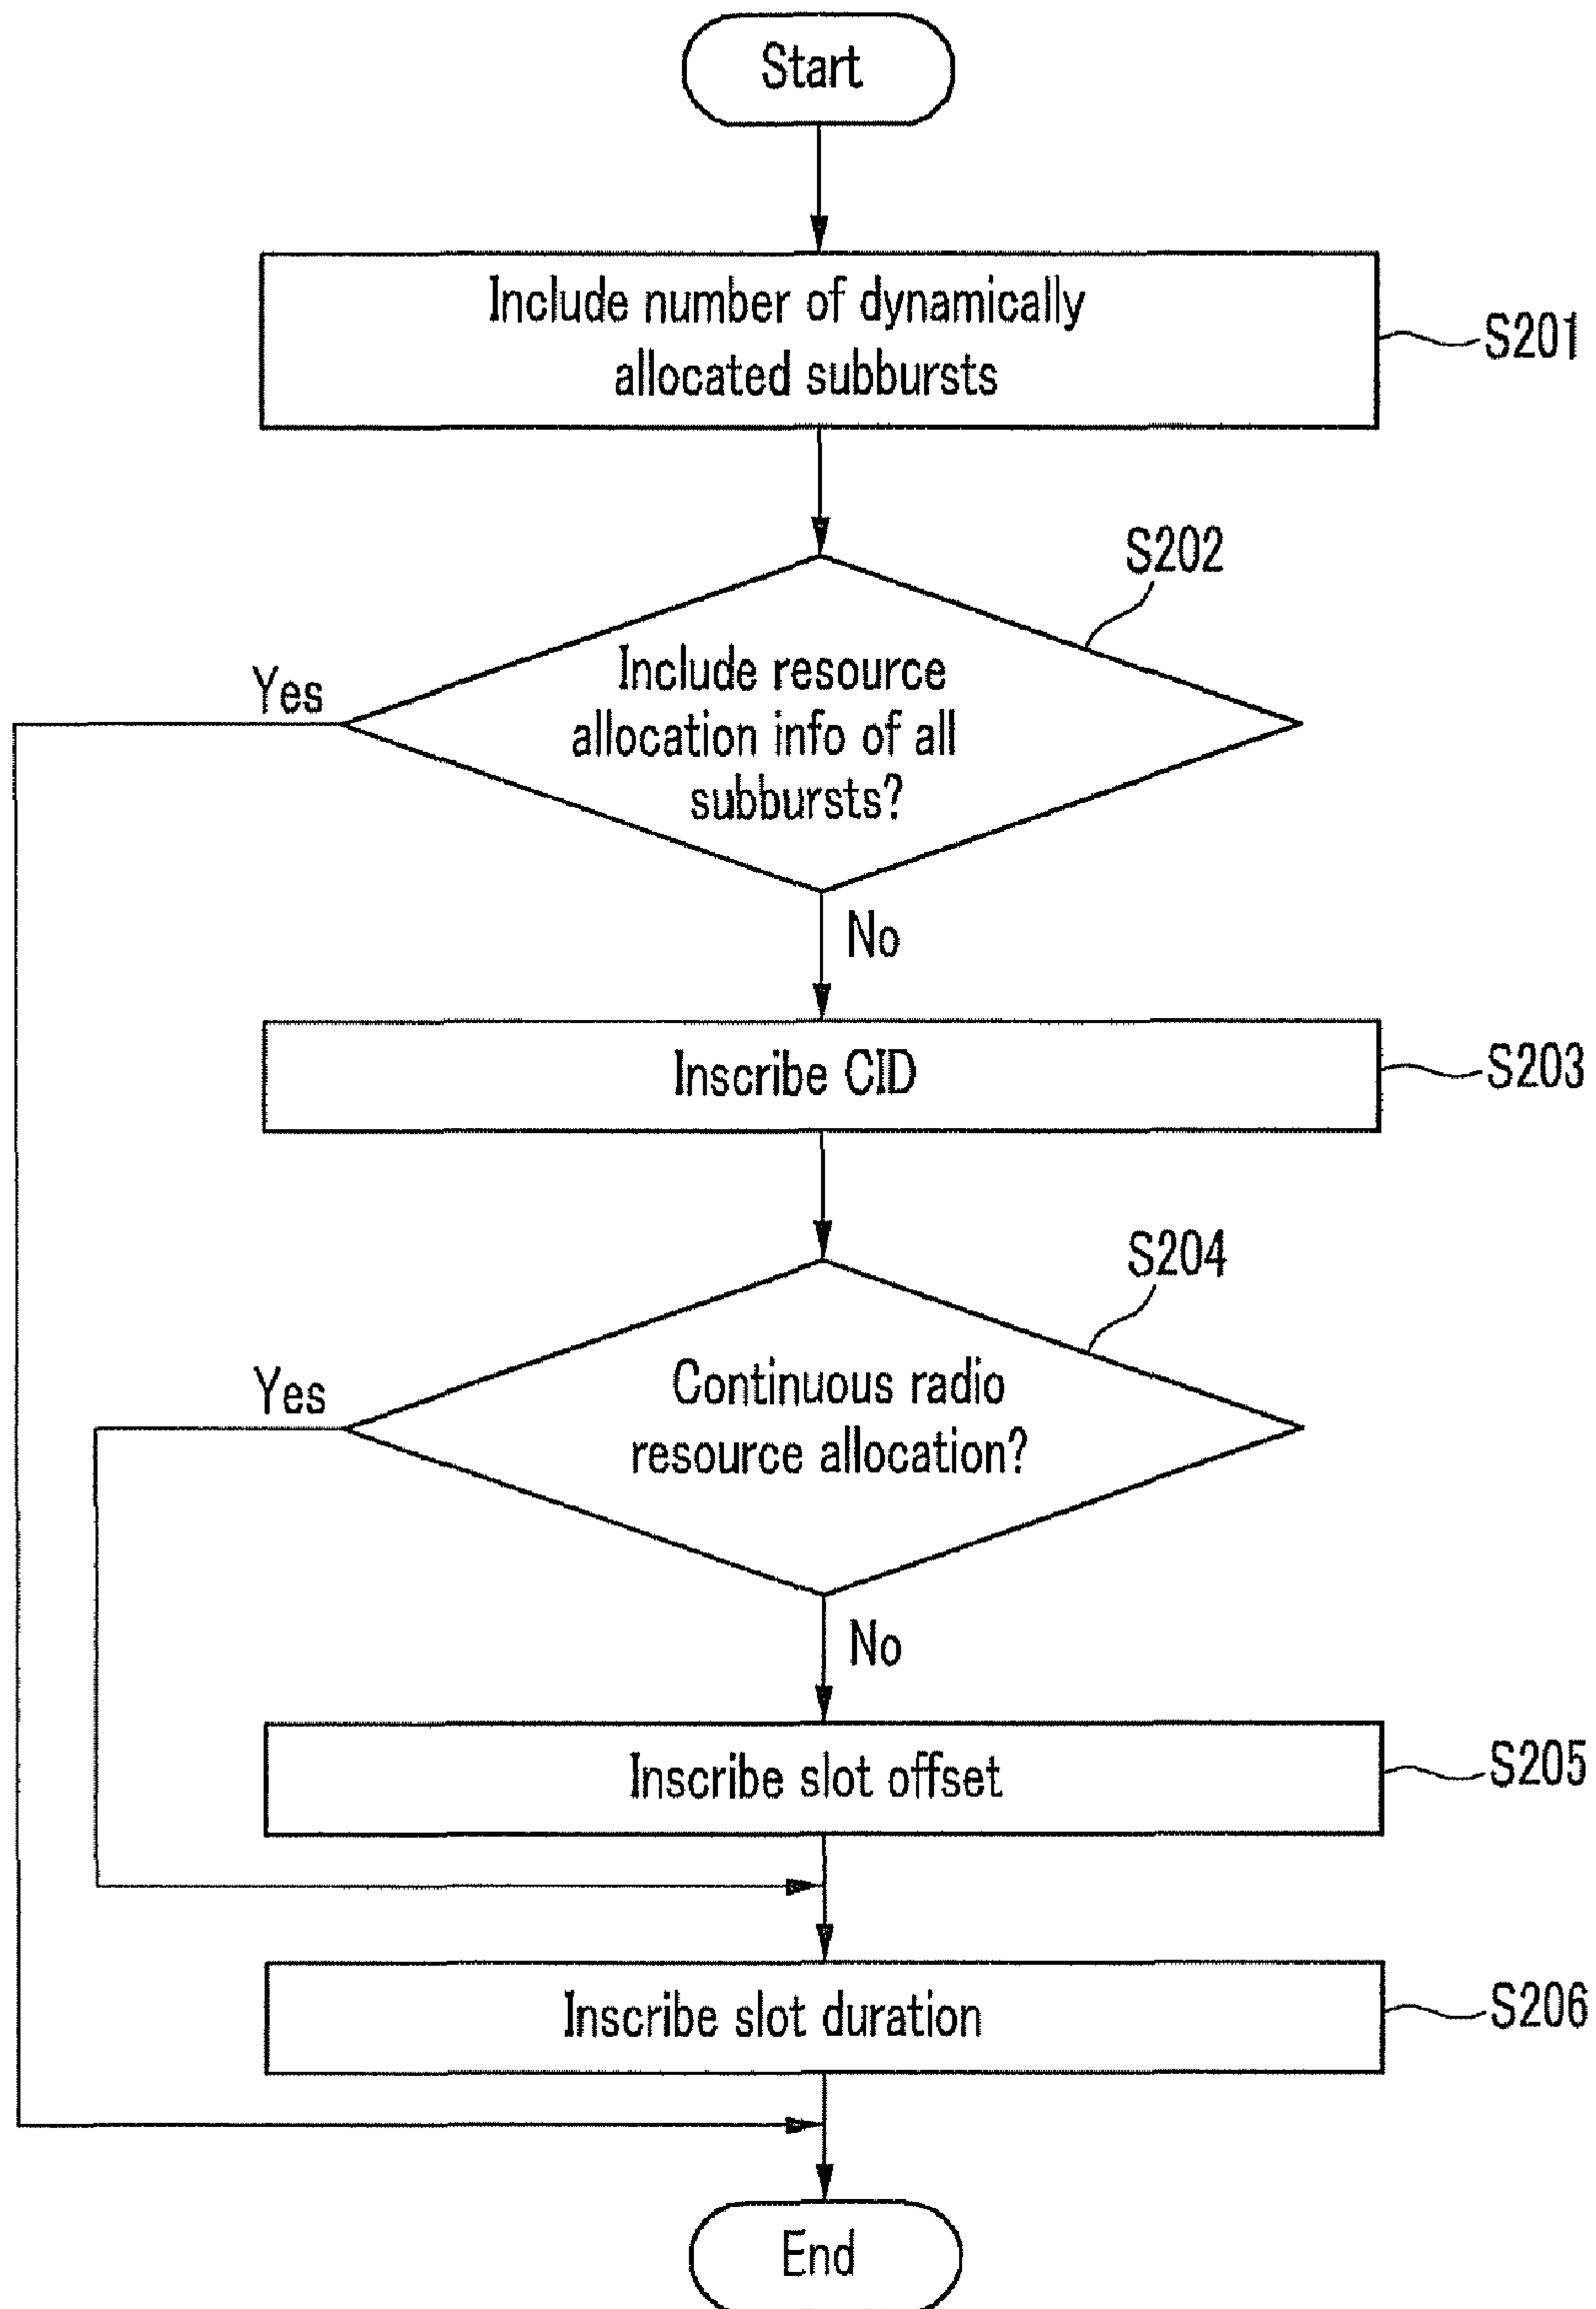 Start
Include number of dynamically
allocated subbursts
S201
S202
Include resource
allocation info of all
subbursts?
Yes
No
Inscribe CID
S203
S204
Continuous radio
resource allocation?
Yes
No
Inscribe slot offset
S205
Inscribe slot duration
S206
End